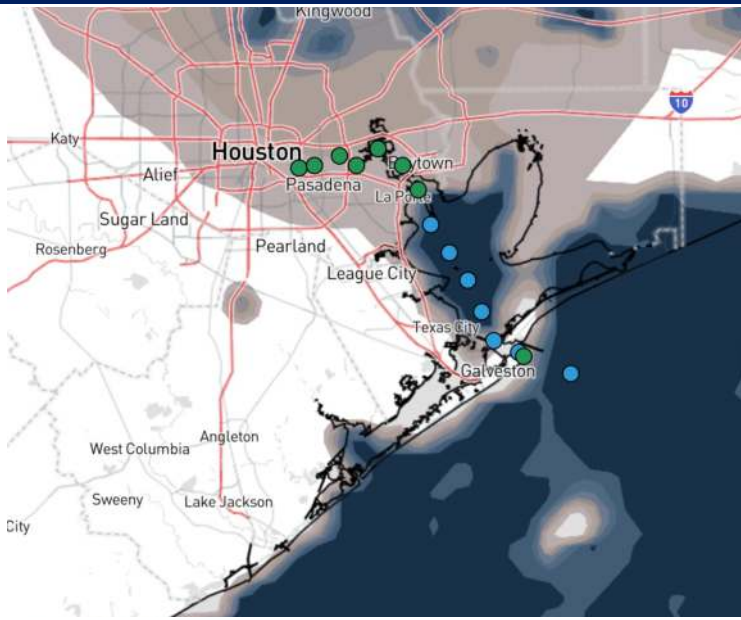 Kingwood
10
Katy
Houston
Baytown
Alief
Pasadena
La Porte
Sugar Land
Rosenberg
Pearland
League City
Texas City
Galveston
Angleton
West Columbia
Sweeny
Lake Jackson
City